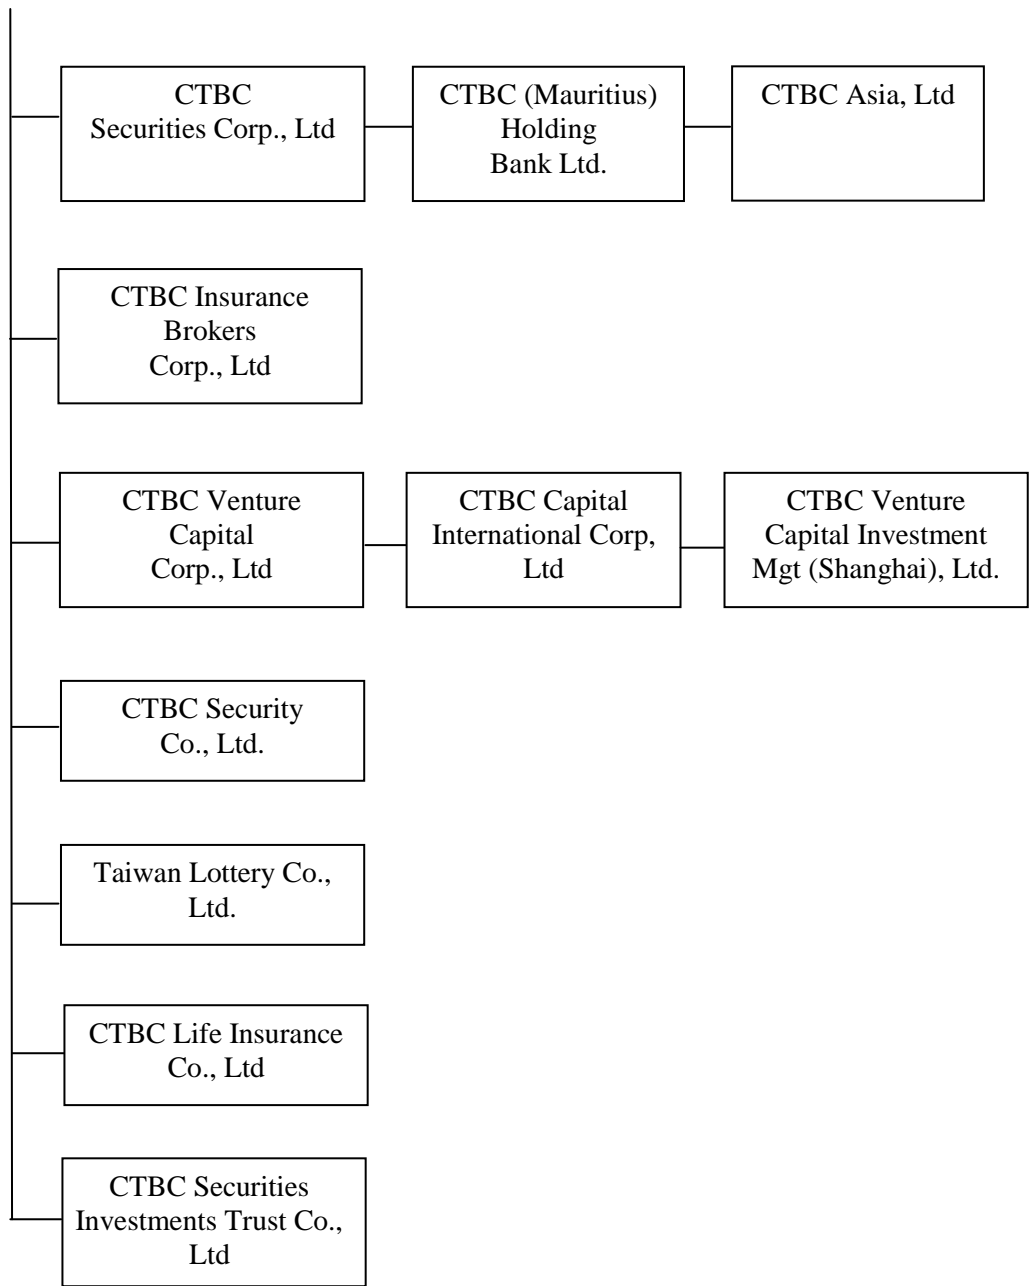 CTBC
Securities Corp., Ltd
CTBC (Mauritius)
Holding
Bank Ltd.
CTBC Asia, Ltd
CTBC Insurance
Brokers
Corp., Ltd
CTBC Venture
Capital
Corp., Ltd
CTBC Capital
International Corp,
Ltd
CTBC Venture
Capital Investment
Mgt (Shanghai), Ltd.
CTBC Security
Co., Ltd.
Taiwan Lottery Co.,
Ltd.
CTBC Life Insurance
Co., Ltd
CTBC Securities
Investments Trust Co.,
Ltd